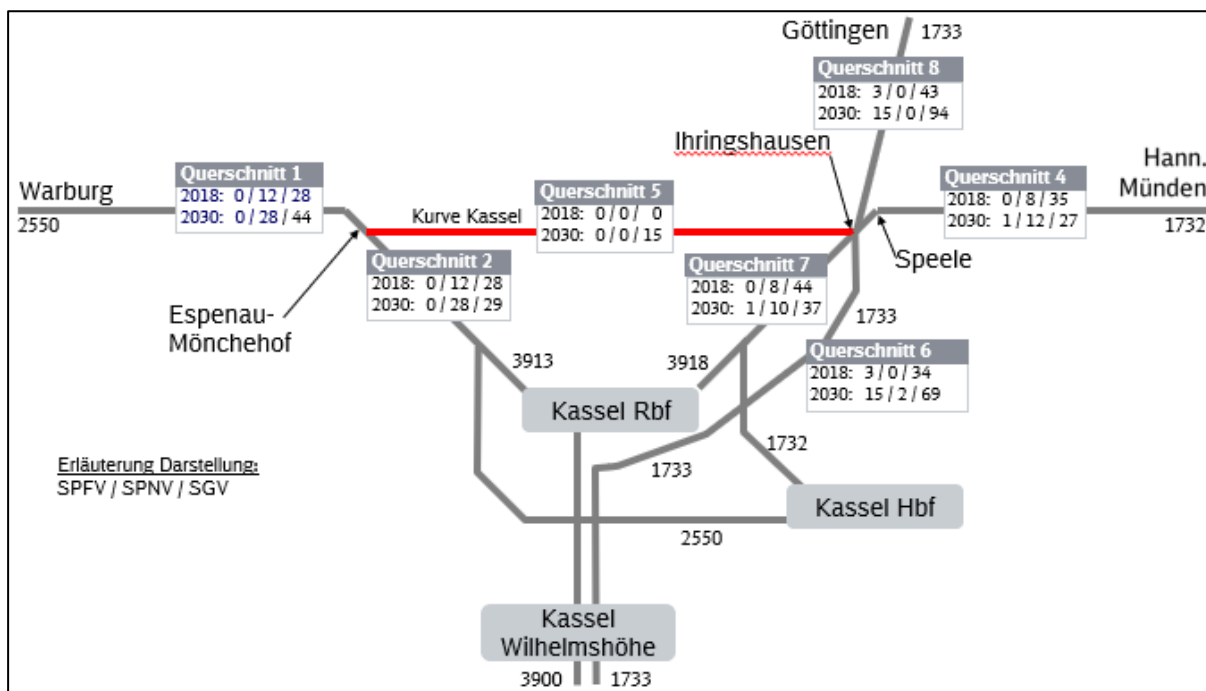 Göttingen
1733
Querschnitt 8
2018: 3 / 0 / 43
2030: 15 / 0 / 94
Ihringshausen
Hann.
Münden
Querschnitt 1
2018: 0 / 12 / 28
2030: 0 / 28 / 44
Warburg
2550
Querschnitt 5
2018: 0 / 0 / 0
2030: 0 / 0 / 15
Kurve Kassel
Querschnitt 4
2018: 0 / 8 / 35
2030: 1 / 12 / 27
1732
Speele
Querschnitt 2
2018: 0 / 12 / 28
2030: 0 / 28 / 29
Querschnitt 7
2018: 0 / 8 / 44
2030: 1 / 10 / 37
Espenau-
Mönchehof
1733
3913
3918
Querschnitt 6
2018: 3 / 0 / 34
2030: 15 / 2 / 69
Kassel Rbf
1732
1733
Erläuterung Darstellung:
SPFV / SPNV / SGV
Kassel Hbf
2550
Kassel
Wilhelmshöhe
3900
1733